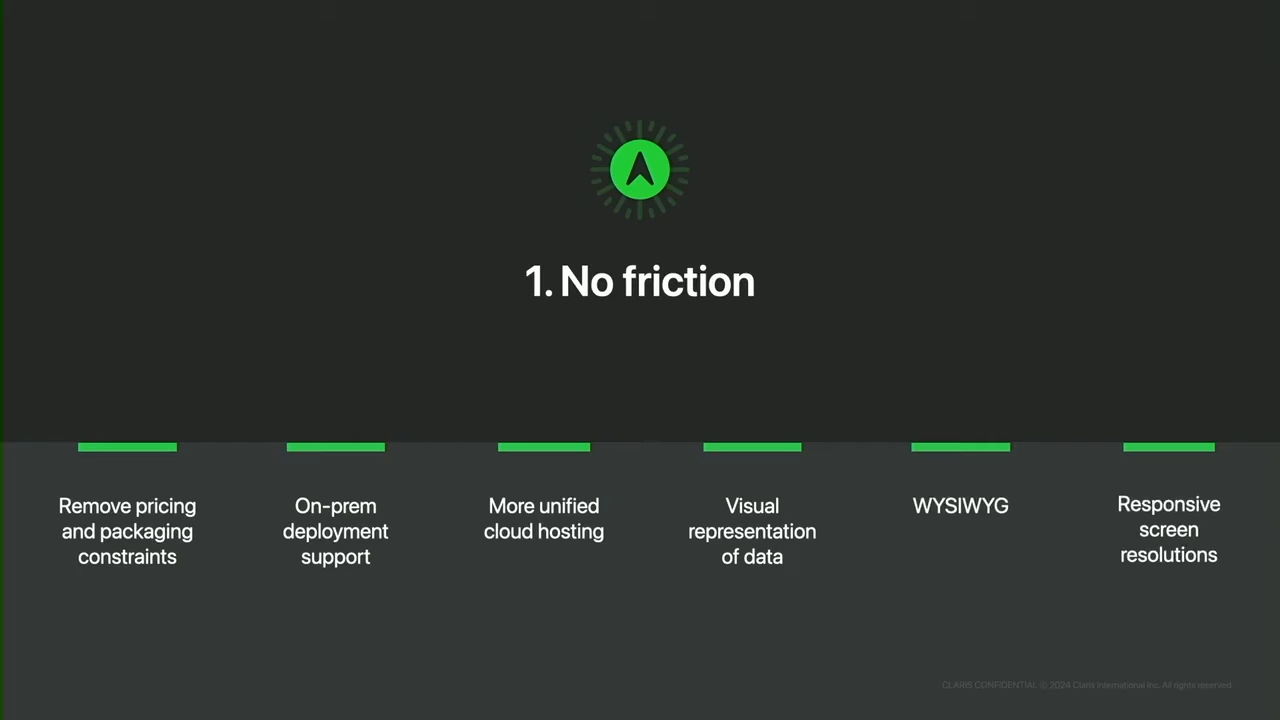 1. No friction
Remove pricing
and packaging
constraints
On-prem
deployment
support
More unified
cloud hosting
Visual
representation
of data
WYSIWYG
Responsive
screen
resolutions
CLARIS CONFIDENTIAL © 2024 Claris International Inc. All rights reserved